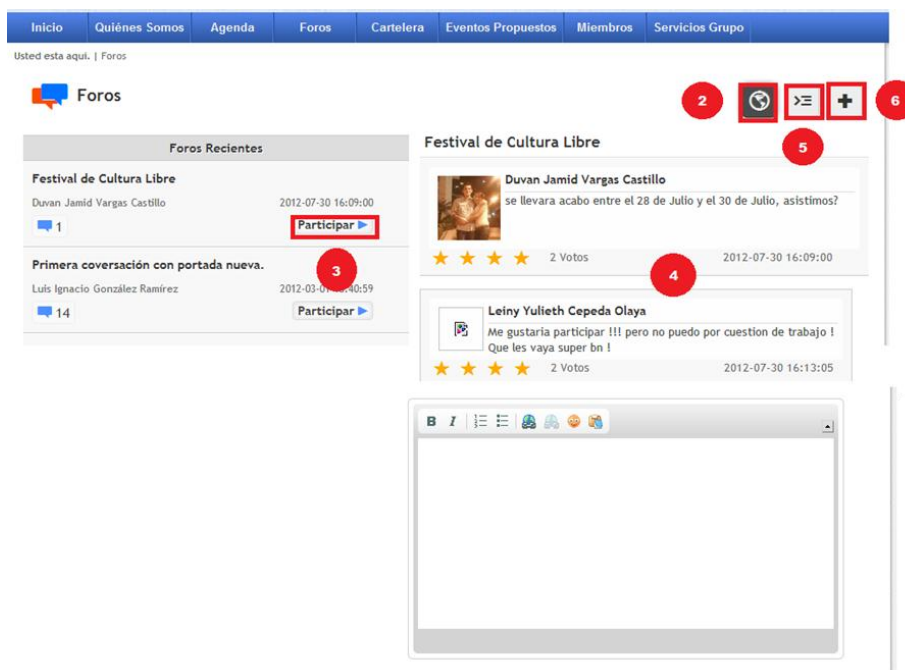 Inicio Quiénes Somos Agenda Foros Cartelera Eventos Propuestos Miembros Servicios Grupo
Usted esta aqui. | Foros
Foros
2
6
5
Foros Recientes
Festival de Cultura Libre
Duvan Jamid Vargas Castillo 2012-07-30 16:09:00
1 Participar
3
Primera coversación con portada nueva.
Luis Ignacio González Ramírez 2012-03-01 :40:59
14 Participar
Festival de Cultura Libre
Duvan Jamid Vargas Castillo
se llevara acabo entre el 28 de Julio y el 30 de Julio, asistimos?
2 Votos 2012-07-30 16:09:00
4
Leiny Yulieth Cepeda Olaya
Me gustaria participar !!! pero no puedo por cuestion de trabajo !
Que les vaya super bn !
2 Votos 2012-07-30 16:13:05
B I